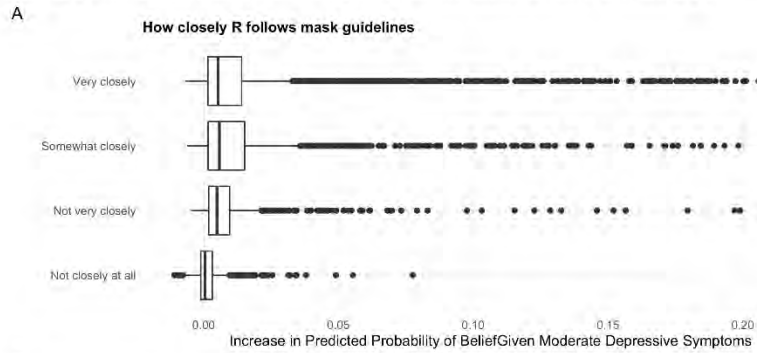 A
How closely R follows mask guidelines
Very closely
Somewhat closely
Not very closely
Not closely at all
0.00 0.05 0.10 0.15 0.20
Increase in Predicted Probability of BeliefGiven Moderate Depressive Symptoms